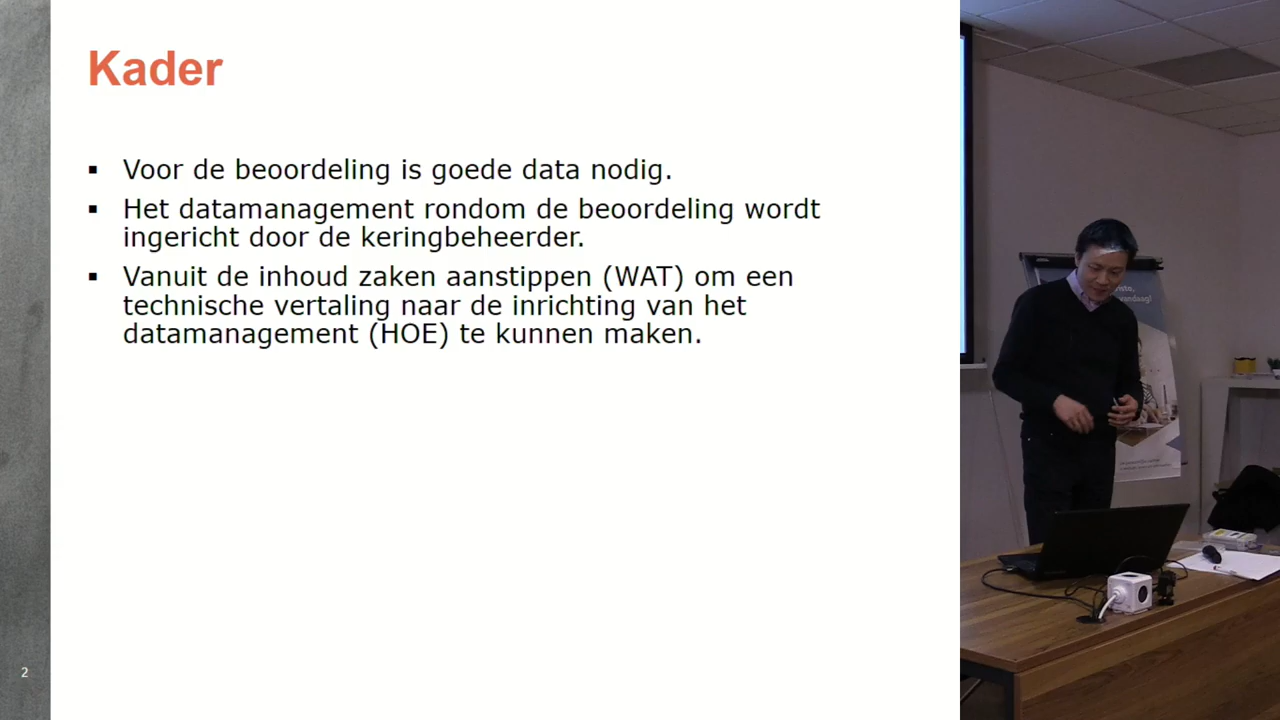 Kader
▪ Voor de beoordeling is goede data nodig.
▪ Het datamanagement rondom de beoordeling wordt
ingericht door de keringbeheerder.
▪ Vanuit de inhoud zaken aanstippen (WAT) om een
technische vertaling naar de inrichting van het
datamanagement (HOE) te kunnen maken.
2